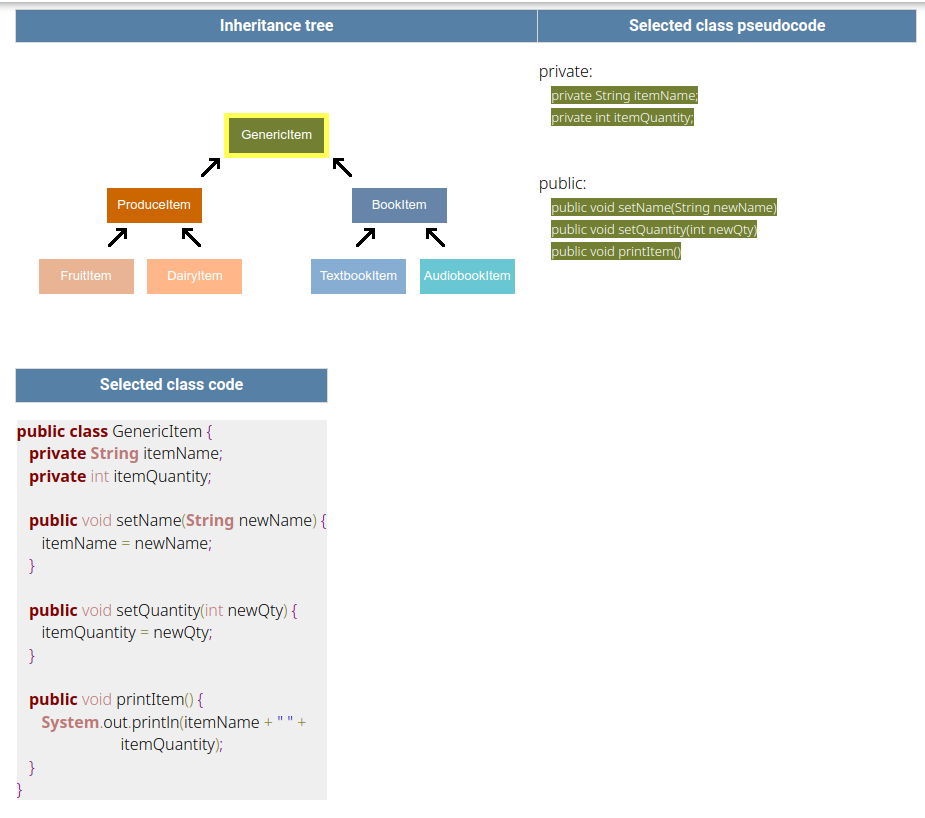 Inheritance tree
Selected class pseudocode
GenericItem
ProduceItem
BookItem
FruitItem
DairyItem
TextbookItem
AudiobookItem
private:
private String itemName;
private int itemQuantity;
public:
public void setName(String newName)
public void setQuantity(int newQty)
public void printItem()
Selected class code
public class GenericItem {
private String itemName;
private int itemQuantity;
public void setName(String newName) {
itemName = newName;
}
public void setQuantity(int newQty) {
itemQuantity = newQty;
}
public void printItem() {
System.out.println(itemName + " " +
itemQuantity);
}
}